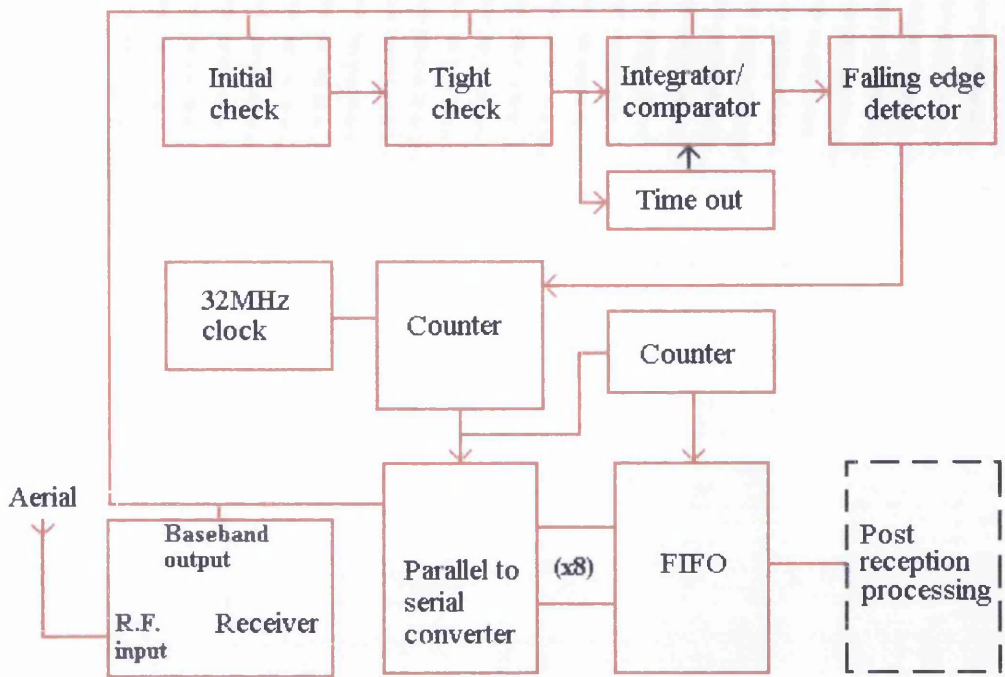 Initial
check
Tight
check
Integrator/
comparator
Falling edge
detector
Time out
32MHz
clock
Counter
Counter
Aerial
Baseband
output
R.F.
input
Receiver
Parallel to
serial
converter
(x8)
FIFO
Post
reception
processing